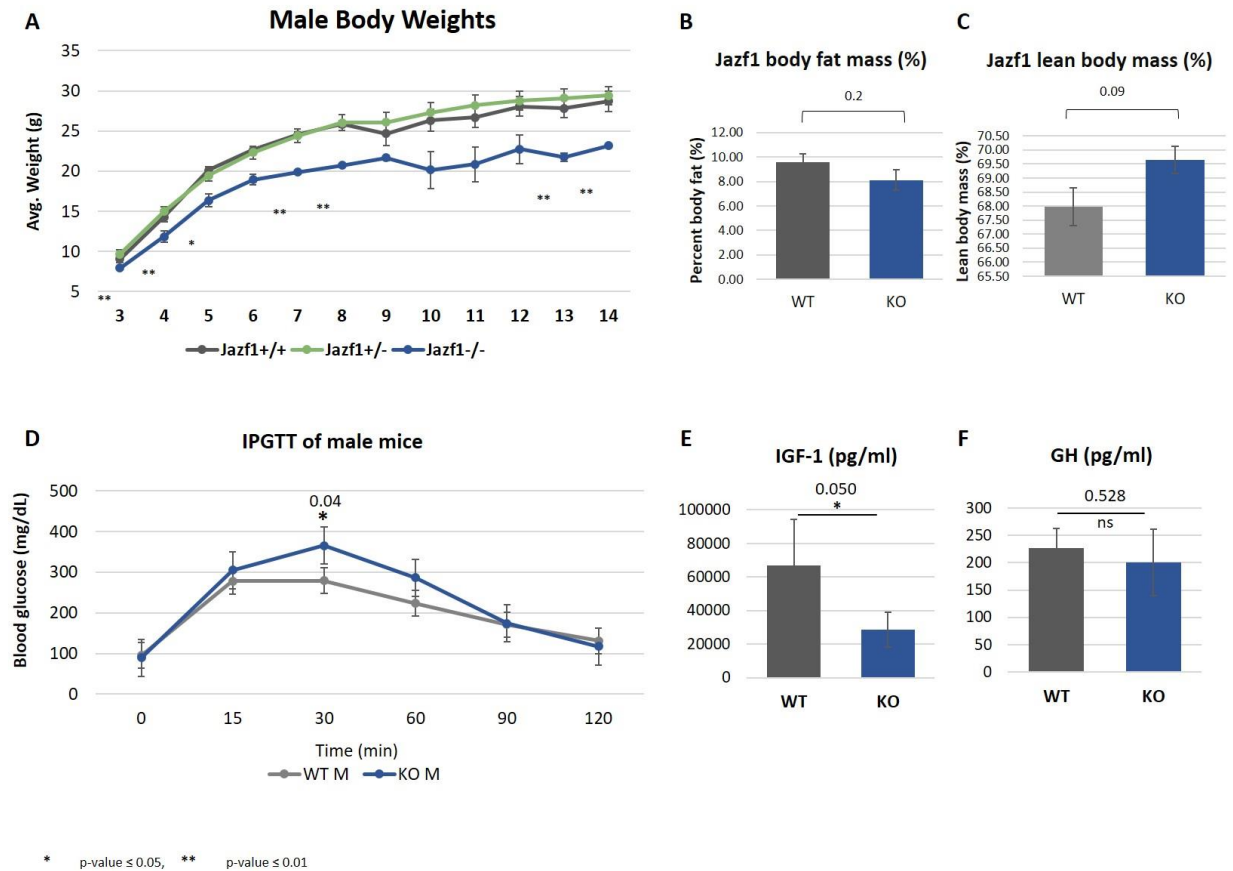 A
Male Body Weights
Avg. Weight (g)
35
30
25
20
15
10
5
**
**
*
**
**
**
**
3 4 5 6 7 8 9 10 11 12 13 14
Jazf1+/+ Jazf1+/- Jazf1-/-
B
Jazf1 body fat mass (%)
0.2
Percent body fat (%)
12.00
10.00
8.00
6.00
4.00
2.00
0.00
WT KO
C
Jazf1 lean body mass (%)
0.09
Lean body mass (%)
70.50
70.00
69.50
69.00
68.50
68.00
67.50
67.00
66.50
66.00
65.50
WT KO
D
IPGTT of male mice
Blood glucose (mg/dL)
500
400
300
200
100
0
0.04
*
0 15 30 60 90 120
Time (min)
WT M KO M
E
IGF-1 (pg/ml)
0.050
*
100000
80000
60000
40000
20000
0
WT KO
F
GH (pg/ml)
0.528
ns
300
250
200
150
100
50
0
WT KO
* p-value ≤ 0.05, ** p-value ≤ 0.01